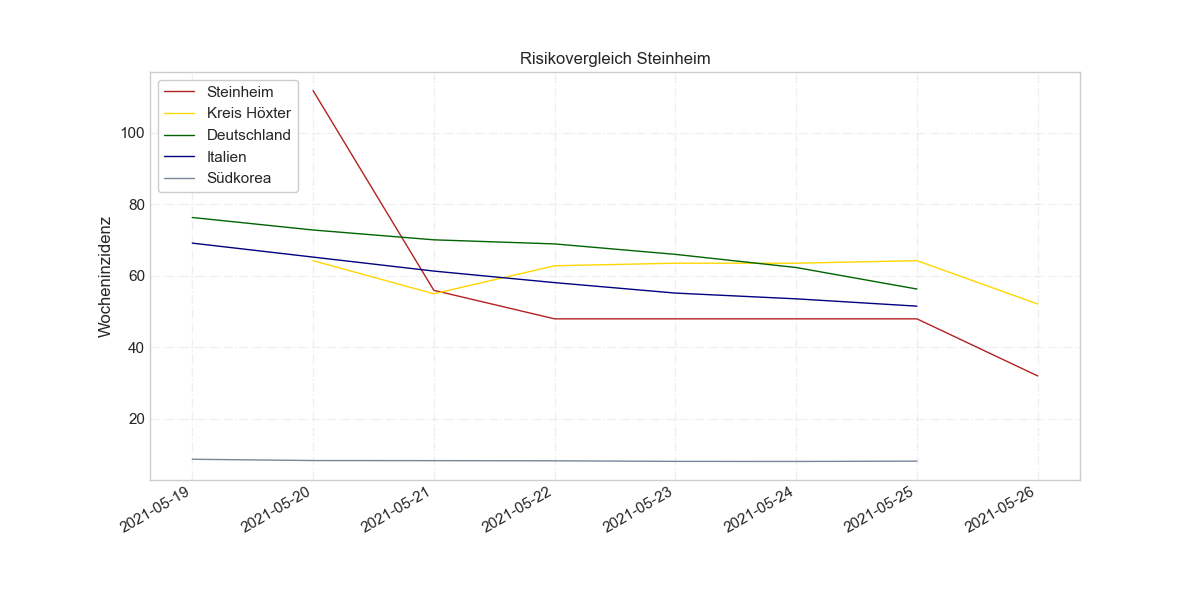 Risikovergleich Steinheim
Steinheim
Kreis Höxter
Deutschland
Italien
Südkorea
Wocheninzidenz
100
80
60
40
20
2021-05-19
2021-05-20
2021-05-21
2021-05-22
2021-05-23
2021-05-24
2021-05-25
2021-05-26